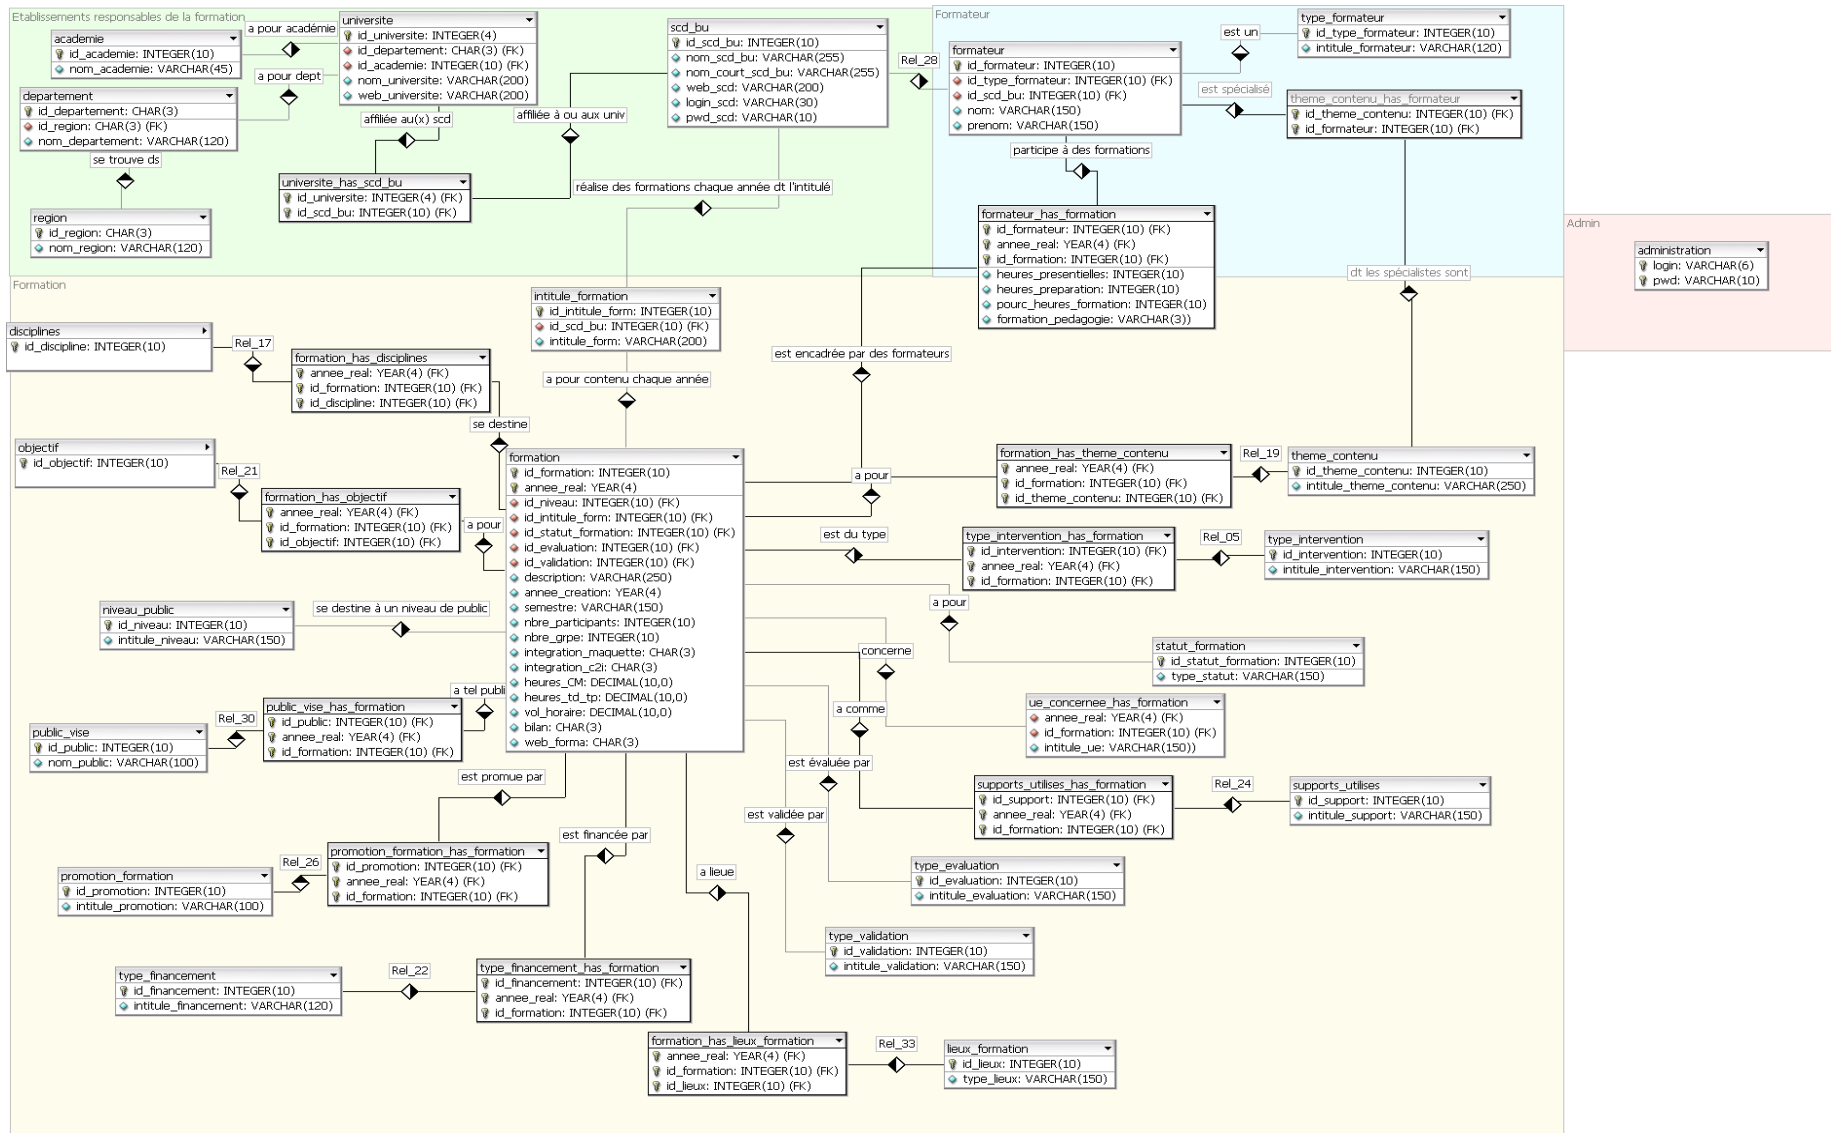 Etablissements responsables de la formation
academie
id_academie: INTEGER(10)
nom_academie: VARCHAR(45)
a pour académie
a pour dept
universite
id_universite: INTEGER(4)
id_departement: CHAR(3) (FK)
id_academie: INTEGER(10) (FK)
nom_universite: VARCHAR(200)
web_universite: VARCHAR(200)
departement
id_departement: CHAR(3)
id_region: CHAR(3) (FK)
nom_departement: VARCHAR(120)
se trouve ds
region
id_region: CHAR(3)
nom_region: VARCHAR(120)
affiliée au(x) scd
universite_has_scd_bu
id_universite: INTEGER(4) (FK)
id_scd_bu: INTEGER(10) (FK)
affiliée à ou aux univ
scd_bu
id_scd_bu: INTEGER(10)
nom_scd_bu: VARCHAR(255)
nom_court_scd_bu: VARCHAR(255)
web_scd: VARCHAR(200)
login_scd: VARCHAR(30)
pwd_scd: VARCHAR(10)
Rel_28
réalise des formations chaque année dt l'intitulé
Formateur
formateur
id_formateur: INTEGER(10)
id_type_formateur: INTEGER(10) (FK)
id_scd_bu: INTEGER(10) (FK)
nom: VARCHAR(150)
prenom: VARCHAR(150)
est un
type_formateur
id_type_formateur: INTEGER(10)
intitule_formateur: VARCHAR(120)
est spécialisé
theme_contenu_has_formateur
id_theme_contenu: INTEGER(10) (FK)
id_formateur: INTEGER(10) (FK)
participe à des formations
formateur_has_formation
id_formateur: INTEGER(10) (FK)
annee_real: YEAR(4) (FK)
id_formation: INTEGER(10) (FK)
heures_presentielles: INTEGER(10)
heures_preparation: INTEGER(10)
pourc_heures_formation: INTEGER(10)
formation_pedagogie: VARCHAR(3))
dt les spécialistes sont
Admin
administration
login: VARCHAR(6)
pwd: VARCHAR(10)
Formation
disciplines
id_discipline: INTEGER(10)
Rel_17
formation_has_disciplines
annee_real: YEAR(4) (FK)
id_formation: INTEGER(10) (FK)
id_discipline: INTEGER(10) (FK)
se destine
intitule_formation
id_intitule_form: INTEGER(10)
id_scd_bu: INTEGER(10) (FK)
intitule_form: VARCHAR(200)
a pour contenu chaque année
est encadrée par des formateurs
objectif
id_objectif: INTEGER(10)
Rel_21
formation_has_objectif
annee_real: YEAR(4) (FK)
id_formation: INTEGER(10) (FK)
id_objectif: INTEGER(10) (FK)
a pour
formation
id_formation: INTEGER(10)
annee_real: YEAR(4)
id_niveau: INTEGER(10) (FK)
id_intitule_form: INTEGER(10) (FK)
id_statut_formation: INTEGER(10) (FK)
id_evaluation: INTEGER(10) (FK)
id_validation: INTEGER(10) (FK)
description: VARCHAR(250)
annee_creation: YEAR(4)
semestre: VARCHAR(150)
nbre_participants: INTEGER(10)
nbre_grpe: INTEGER(10)
integration_maquette: CHAR(3)
integration_c2i: CHAR(3)
heures_CM: DECIMAL(10,0)
heures_td_tp: DECIMAL(10,0)
vol_horaire: DECIMAL(10,0)
bilan: CHAR(3)
web_forma: CHAR(3)
a pour
formation_has_theme_contenu
annee_real: YEAR(4) (FK)
id_formation: INTEGER(10) (FK)
id_theme_contenu: INTEGER(10) (FK)
Rel_19
theme_contenu
id_theme_contenu: INTEGER(10)
intitule_theme_contenu: VARCHAR(250)
est du type
type_intervention_has_formation
id_intervention: INTEGER(10) (FK)
annee_real: YEAR(4) (FK)
id_formation: INTEGER(10) (FK)
Rel_05
type_intervention
id_intervention: INTEGER(10)
intitule_intervention: VARCHAR(150)
niveau_public
id_niveau: INTEGER(10)
intitule_niveau: VARCHAR(150)
se destine à un niveau de public
a pour
statut_formation
id_statut_formation: INTEGER(10)
type_statut: VARCHAR(150)
concerne
ue_concernee_has_formation
annee_real: YEAR(4) (FK)
id_formation: INTEGER(10) (FK)
intitule_ue: VARCHAR(150))
a tel publi
public_vise_has_formation
id_public: INTEGER(10) (FK)
annee_real: YEAR(4) (FK)
id_formation: INTEGER(10) (FK)
Rel_30
public_vise
id_public: INTEGER(10)
nom_public: VARCHAR(100)
a comme
supports_utilises_has_formation
id_support: INTEGER(10) (FK)
annee_real: YEAR(4) (FK)
id_formation: INTEGER(10) (FK)
Rel_24
supports_utilises
id_support: INTEGER(10)
intitule_support: VARCHAR(150)
est promue par
est évaluée par
est validée par
est financée par
promotion_formation_has_formation
id_promotion: INTEGER(10) (FK)
annee_real: YEAR(4) (FK)
id_formation: INTEGER(10) (FK)
Rel_26
promotion_formation
id_promotion: INTEGER(10)
intitule_promotion: VARCHAR(100)
a lieue
type_evaluation
id_evaluation: INTEGER(10)
intitule_evaluation: VARCHAR(150)
type_validation
id_validation: INTEGER(10)
intitule_validation: VARCHAR(150)
type_financement
id_financement: INTEGER(10)
intitule_financement: VARCHAR(120)
Rel_22
type_financement_has_formation
id_financement: INTEGER(10) (FK)
annee_real: YEAR(4) (FK)
id_formation: INTEGER(10) (FK)
formation_has_lieux_formation
annee_real: YEAR(4) (FK)
id_formation: INTEGER(10) (FK)
id_lieux: INTEGER(10) (FK)
Rel_33
lieux_formation
id_lieux: INTEGER(10)
type_lieux: VARCHAR(150)